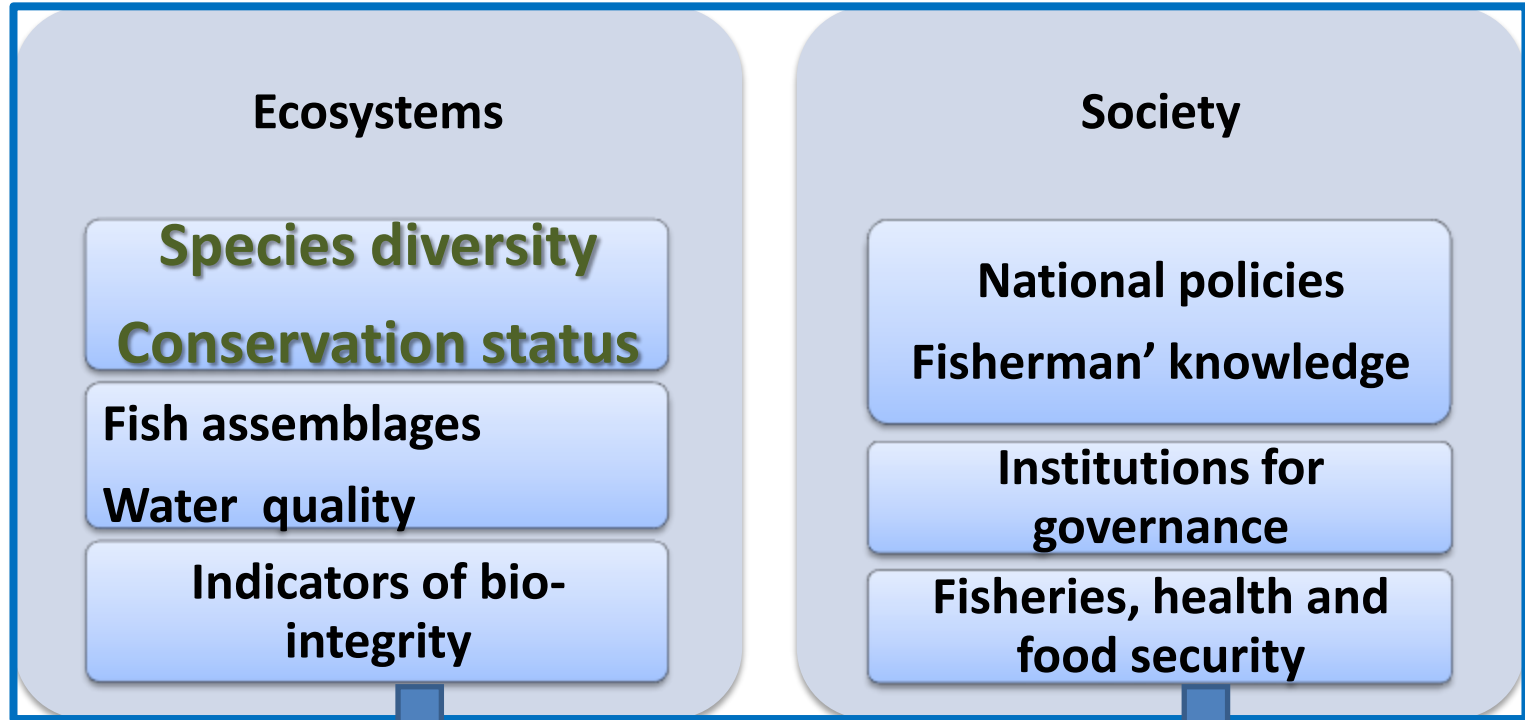 Ecosystems
Species diversity
Conservation status
Fish assemblages
Water  quality
Indicators of bio-
integrity
Society
National policies
Fisherman’ knowledge
Institutions for
governance
Fisheries, health and
food security